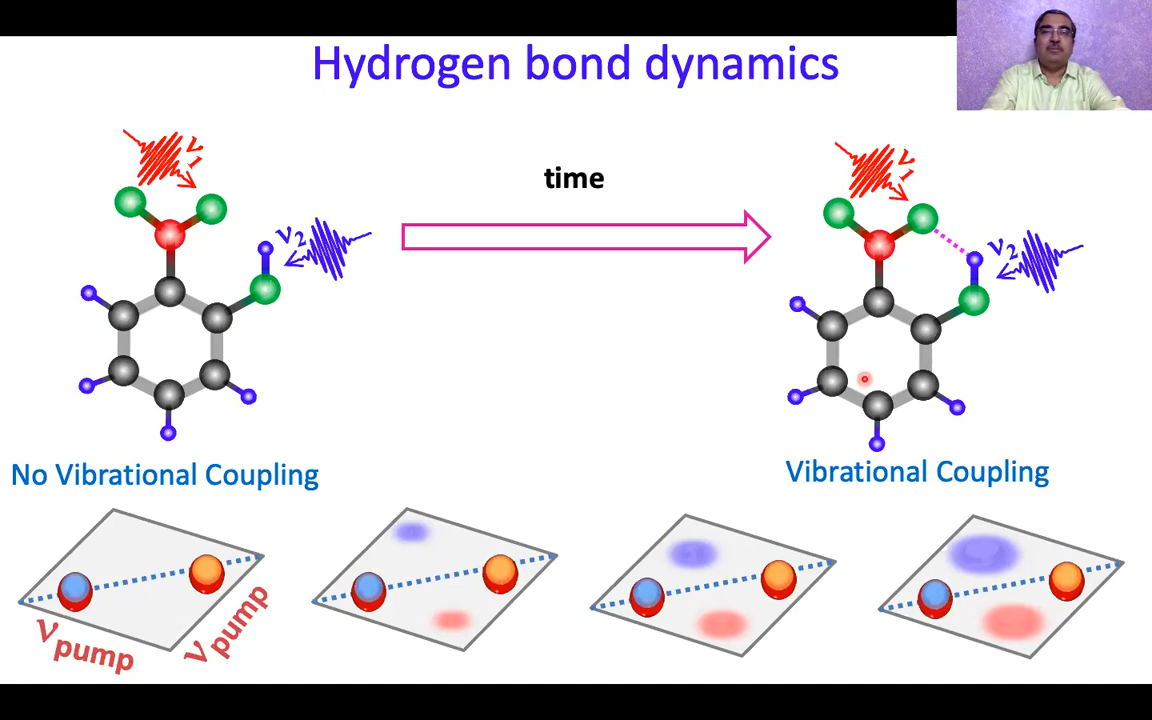 Hydrogen bond dynamics
ν1
ν2
time
ν1
ν2
No Vibrational Coupling
Vibrational Coupling
νpump
νpump